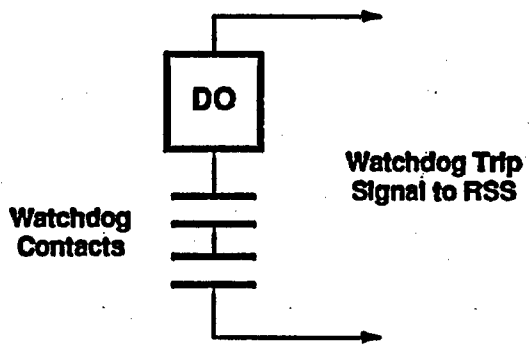 DO
Watchdog Trip
Signal to RSS
Watchdog
Contacts